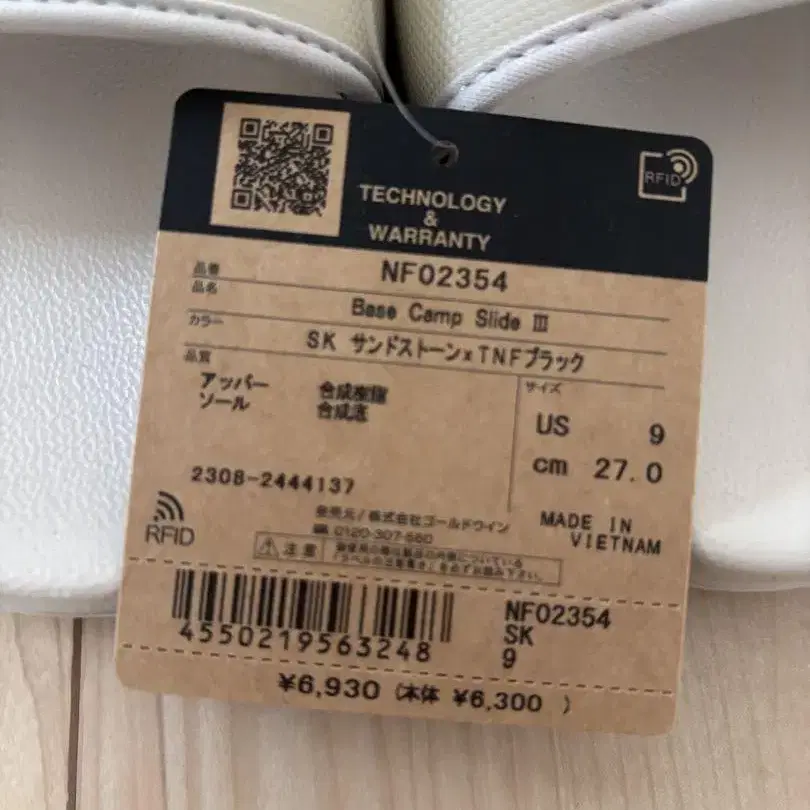 RFID
TECHNOLOGY
&
WARRANTY
品番 NF02354
品名 Base Camp Slide Ⅲ
カラー SK サンドストーン×TNFブラック
品質
アッパー 合成樹脂
ソール 合成底
サイズ
US 9
cm 27.0
2308-2444137
RFID
発売元/株式会社ゴールドウイン
0120-307-560
MADE IN
VIETNAM
注意
4550219563248
NF02354
SK
9
¥6,930 (本体 ¥6,300 )